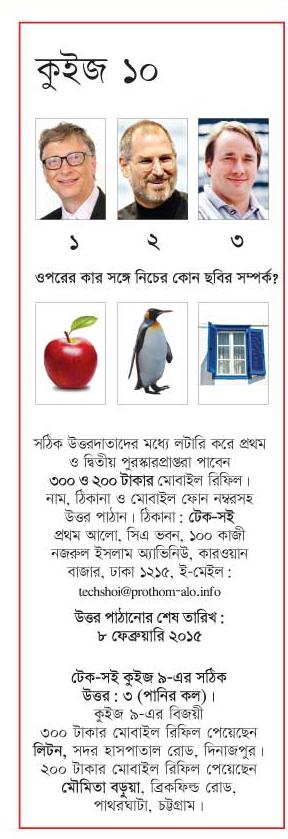 কুইজ ১০
১ ২ ৩
ওপরের কার সঙ্গে নিচের কোন ছবির সম্পর্ক?
সঠিক উত্তরদাতাদের মধ্যে লটারি করে প্রথম
ও দ্বিতীয় পুরস্কারপ্রাপ্তরা পাবেন
৩০০ ও ২০০ টাকার মোবাইল রিফিল।
নাম, ঠিকানা ও মোবাইল ফোন নম্বরসহ
উত্তর পাঠান। ঠিকানা : টেক-সই
প্রথম আলো, সিএ ভবন, ১০০ কাজী
নজরুল ইসলাম অ্যাভিনিউ, কারওয়ান
বাজার, ঢাকা ১২১৫, ই-মেইল :
techshoi@prothom-alo.info
উত্তর পাঠানোর শেষ তারিখ :
৮ ফেব্রুয়ারি ২০১৫
টেক-সই কুইজ ৯-এর সঠিক
উত্তর : ৩ (পানির কল)।
কুইজ ৯-এর বিজয়ী
৩০০ টাকার মোবাইল রিফিল পেয়েছেন
লিটন, সদর হাসপাতাল রোড, দিনাজপুর।
২০০ টাকার মোবাইল রিফিল পেয়েছেন
মৌমিতা বড়ুয়া, ব্রিকফিল্ড রোড,
পাথরঘাটা, চট্টগ্রাম।